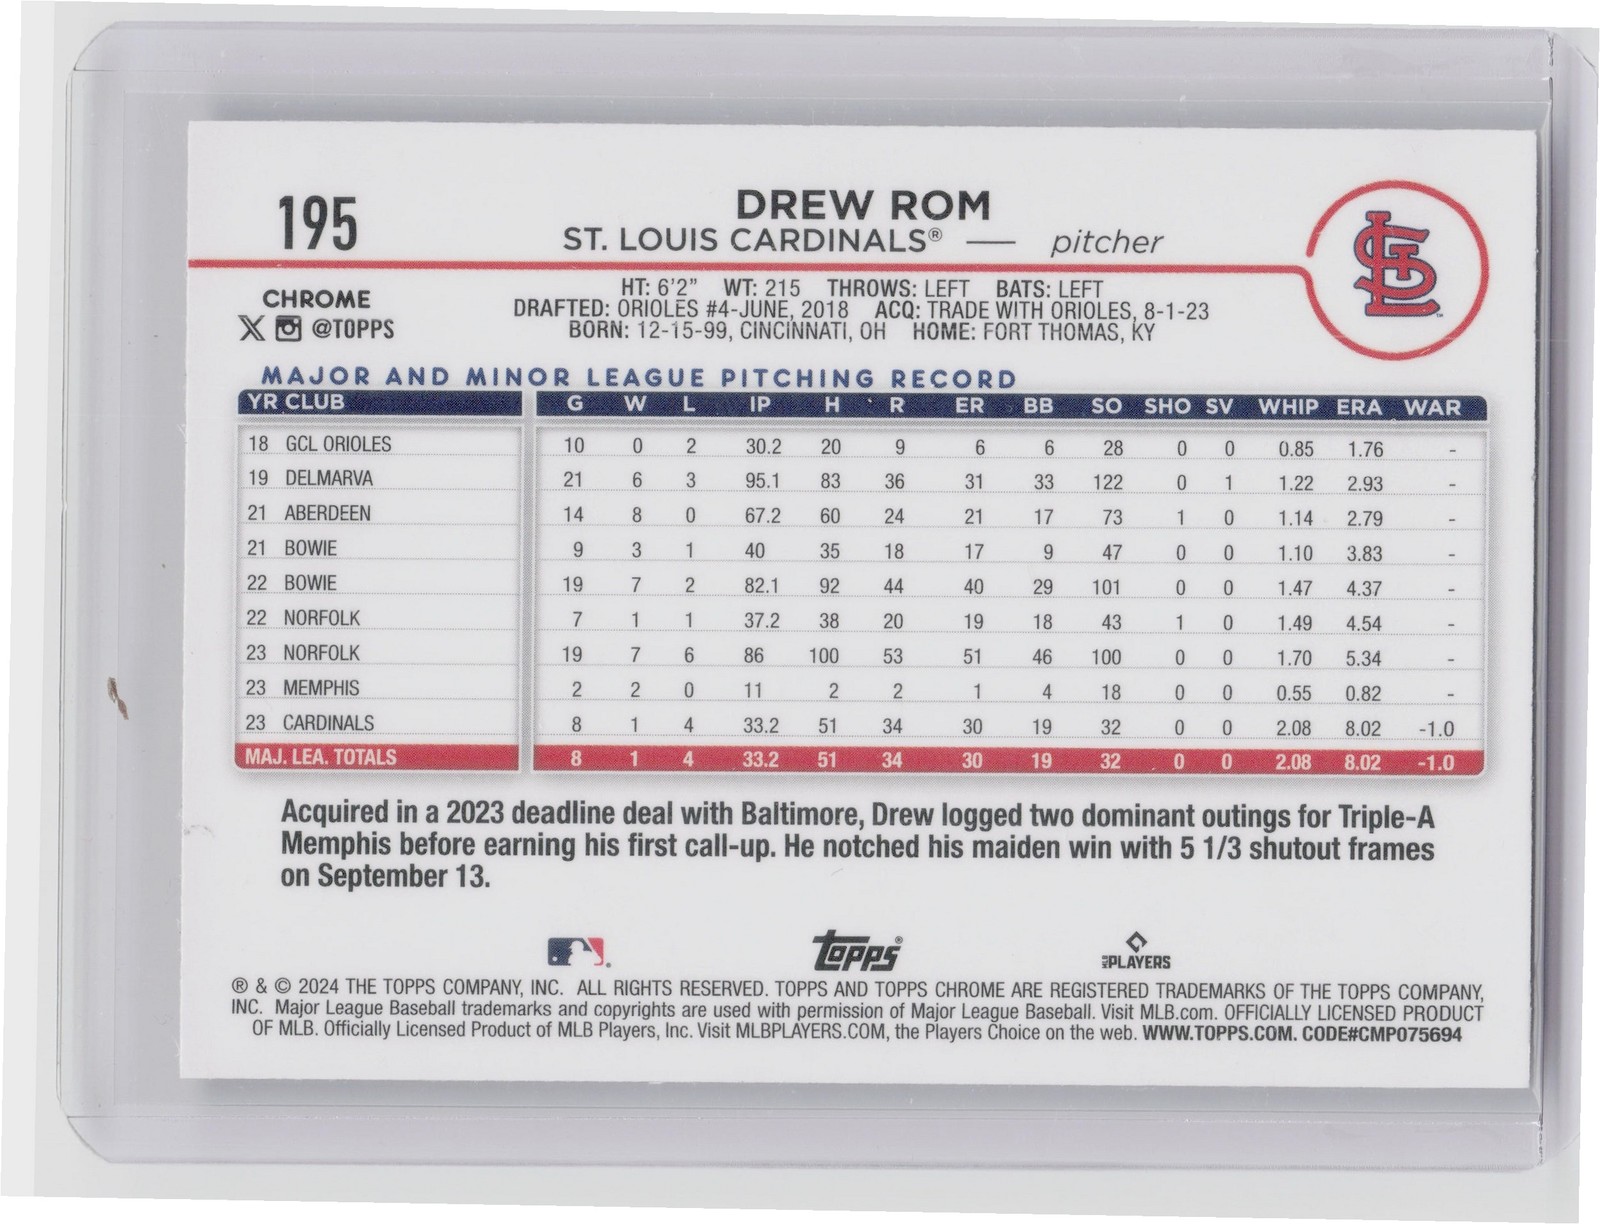 195
DREW ROM
ST. LOUIS CARDINALS® — pitcher
STL
CHROME
X @TOPPS
HT: 6'2" WT: 215 THROWS: LEFT BATS: LEFT
DRAFTED: ORIOLES #4-JUNE, 2018 ACQ: TRADE WITH ORIOLES, 8-1-23
BORN: 12-15-99, CINCINNATI, OH HOME: FORT THOMAS, KY
MAJOR AND MINOR LEAGUE PITCHING RECORD
YR CLUB G W L IP H R ER BB SO SHO SV WHIP ERA WAR
18 GCL ORIOLES 10 0 2 30.2 20 9 6 6 28 0 0 0.85 1.76 -
19 DELMARVA 21 6 3 95.1 83 36 31 33 122 0 1 1.22 2.93 -
21 ABERDEEN 14 8 0 67.2 60 24 21 17 73 1 0 1.14 2.79 -
21 BOWIE 9 3 1 40 35 18 17 9 47 0 0 1.10 3.83 -
22 BOWIE 19 7 2 82.1 92 44 40 29 101 0 0 1.47 4.37 -
22 NORFOLK 7 1 1 37.2 38 20 19 18 43 1 0 1.49 4.54 -
23 NORFOLK 19 7 6 86 100 53 51 46 100 0 0 1.70 5.34 -
23 MEMPHIS 2 2 0 11 2 2 1 4 18 0 0 0.55 0.82 -
23 CARDINALS 8 1 4 33.2 51 34 30 19 32 0 0 2.08 8.02 -1.0
MAJ. LEA. TOTALS 8 1 4 33.2 51 34 30 19 32 0 0 2.08 8.02 -1.0
Acquired in a 2023 deadline deal with Baltimore, Drew logged two dominant outings for Triple-A
Memphis before earning his first call-up. He notched his maiden win with 5 1/3 shutout frames
on September 13.
Topps®
MLB PLAYERS
® & © 2024 THE TOPPS COMPANY, INC. ALL RIGHTS RESERVED. TOPPS AND TOPPS CHROME ARE REGISTERED TRADEMARKS OF THE TOPPS COMPANY,
INC. Major League Baseball trademarks and copyrights are used with permission of Major League Baseball. Visit MLB.com. OFFICIALLY LICENSED PRODUCT
OF MLB. Officially Licensed Product of MLB Players, Inc. Visit MLBPLAYERS.COM, the Players Choice on the web. WWW.TOPPS.COM. CODE#CMP075694